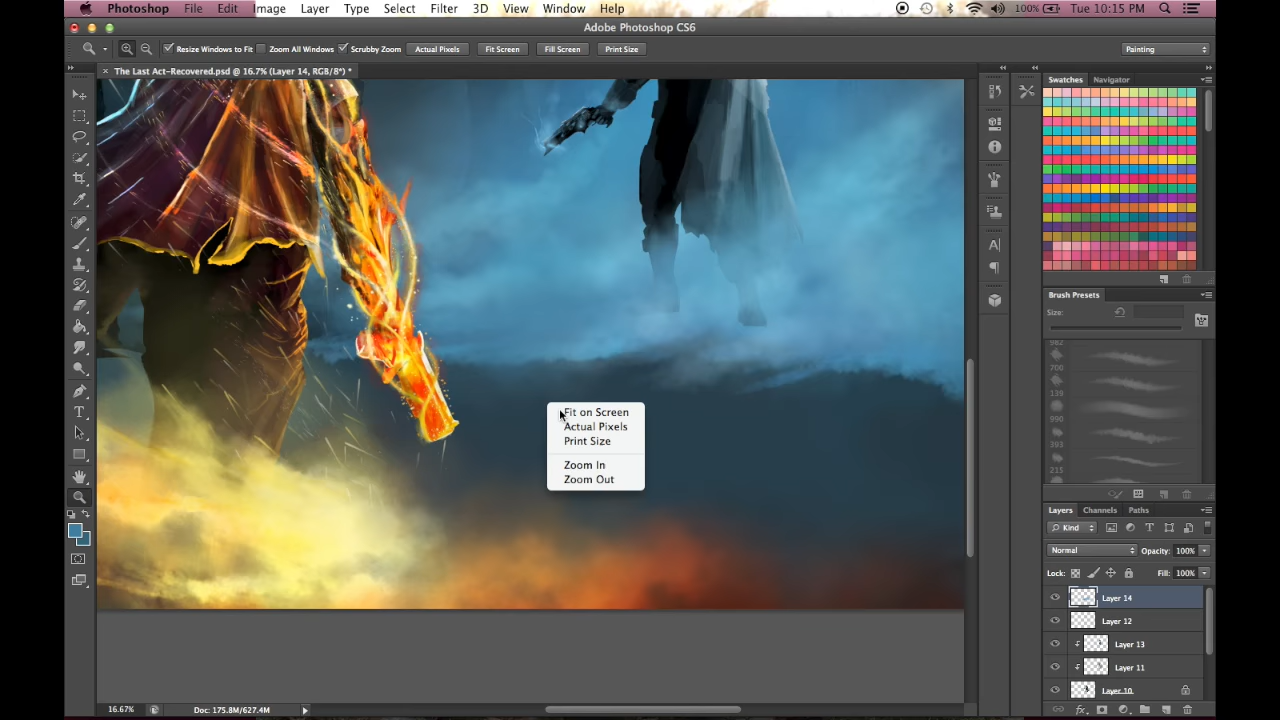 Photoshop File Edit Image Layer Type Select Filter 3D View Window Help 100% Tue 10:15 PM
Adobe Photoshop CS6
Resize Windows to Fit Zoom All Windows Scrubby Zoom Actual Pixels Fit Screen Fill Screen Print Size Painting
The Last Act-Recovered.psd @ 16.7% (Layer 14, RGB/8*) *
Swatches Navigator
Brush Presets
Size:
982
700
139
990
393
215
Fit on Screen
Actual Pixels
Print Size
Zoom In
Zoom Out
Layers Channels Paths
Kind
Normal Opacity: 100%
Lock: Fill: 100%
Layer 14
Layer 12
Layer 13
Layer 11
Layer 10
16.67% Doc: 175.8M/627.4M